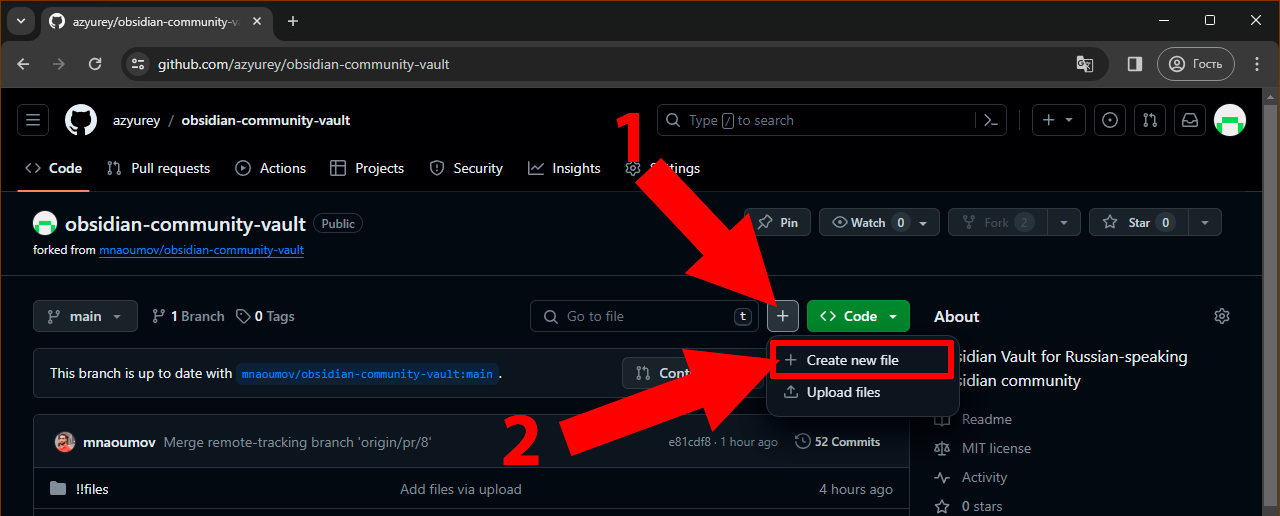 azyurey/obsidian-community-v
github.com/azyurey/obsidian-community-vault
Гость
azyurey / obsidian-community-vault
Type / to search
1
Code
Pull requests
Actions
Projects
Security
Insights
obsidian-community-vault Public
Pin
Watch 0
Fork 2
Star 0
forked from mnaoumov/obsidian-community-vault
main
1 Branch
0 Tags
Go to file
t
Code
About
Create new file
Upload files
sidian Vault for Russian-speaking
sidian community
This branch is up to date with mnaoumov/obsidian-community-vault:main .
Cont
2
Readme
mnaoumov Merge remote-tracking branch 'origin/pr/8'
e81cdf8 · 1 hour ago
52 Commits
MIT license
Activity
!!files
Add files via upload
4 hours ago
0 stars